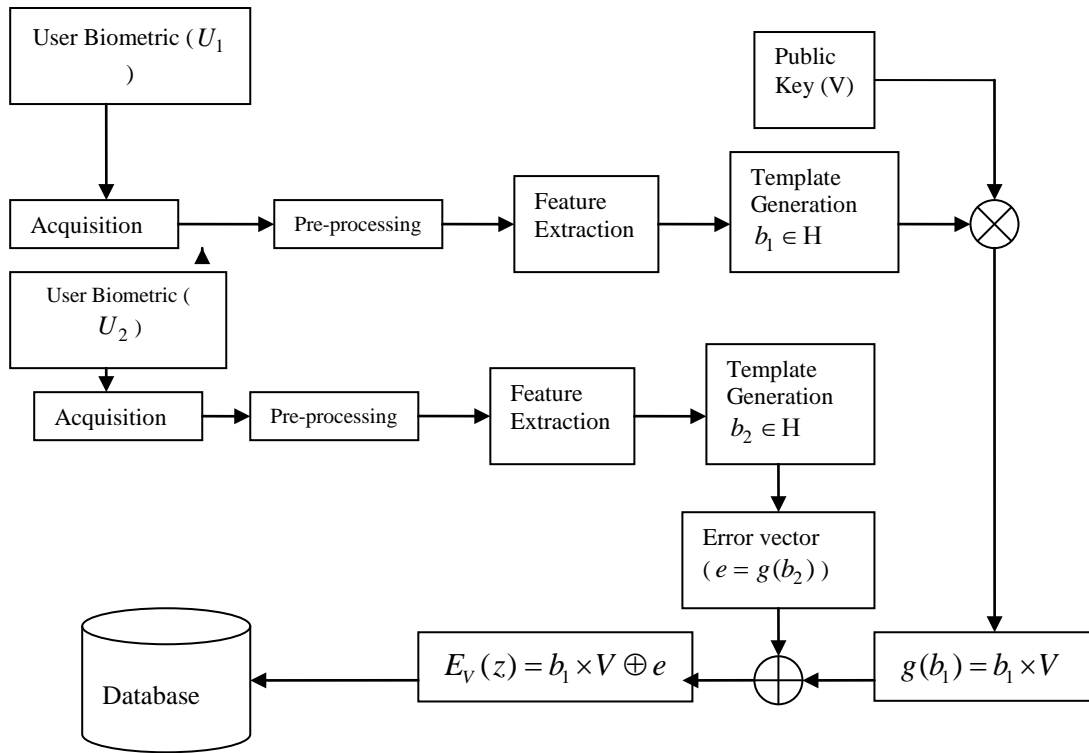 User Biometric ( U₁
)
Public
Key (V)
Acquisition
Pre-processing
Feature
Extraction
Template
Generation
b₁ ∈ H
User Biometric (
U₂ )
Acquisition
Pre-processing
Feature
Extraction
Template
Generation
b₂ ∈ H
Error vector
( e = g(b₂) )
Database
E_V(z) = b₁ × V ⊕ e
g(b₁) = b₁ × V